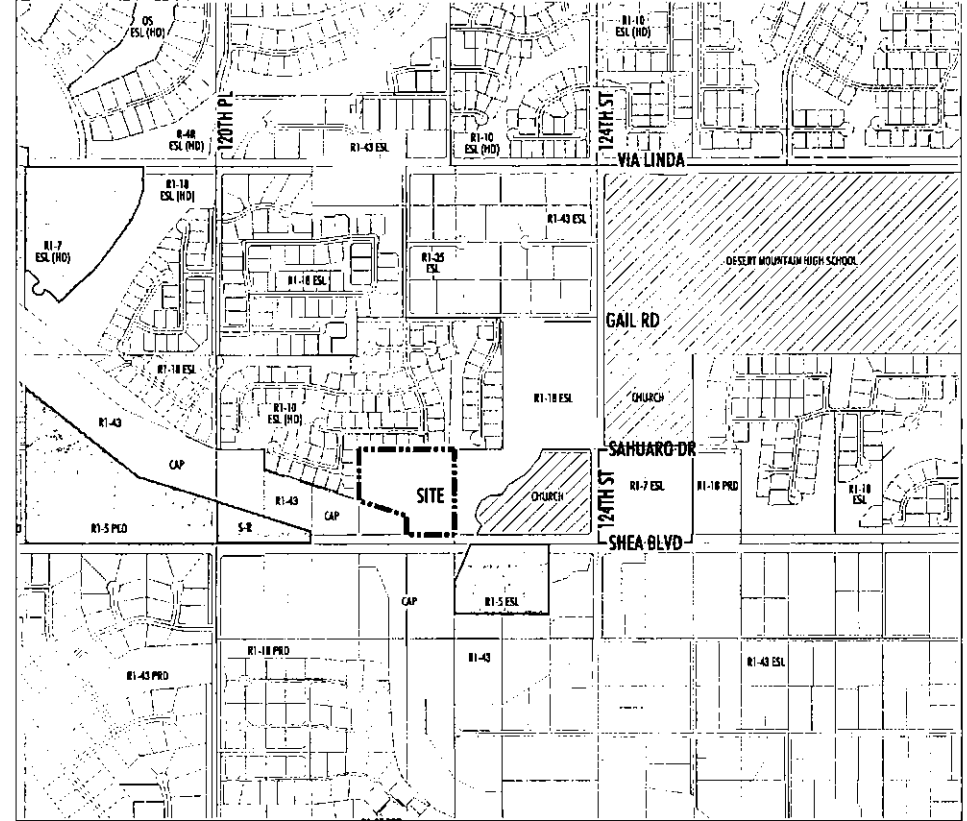 OS
ESL (HD)
R1-10
ESL (HD)
120TH PL
124TH ST
R-4R
ESL (HD)
R1-43 ESL
R1-10
ESL (HD)
VIA LINDA
R1-18
ESL (HD)
R1-7
ESL (HD)
R1-43 ESL
R1-35
ESL
R1-18 ESL
DESERT MOUNTAIN HIGH SCHOOL
GAIL RD
R1-18 ESL
R1-10
ESL (HD)
R1-18 ESL
CHURCH
R1-43
CAP
SAHUARO DR
SITE
CHURCH
R1-43
CAP
124TH ST
R1-7 ESL
R1-18 PRD
R1-18
ESL
R1-5 PCD
S-R
SHEA BLVD
CAP
R1-5 ESL
R1-18 PRD
R1-43
R1-43 ESL
R1-43 PRD